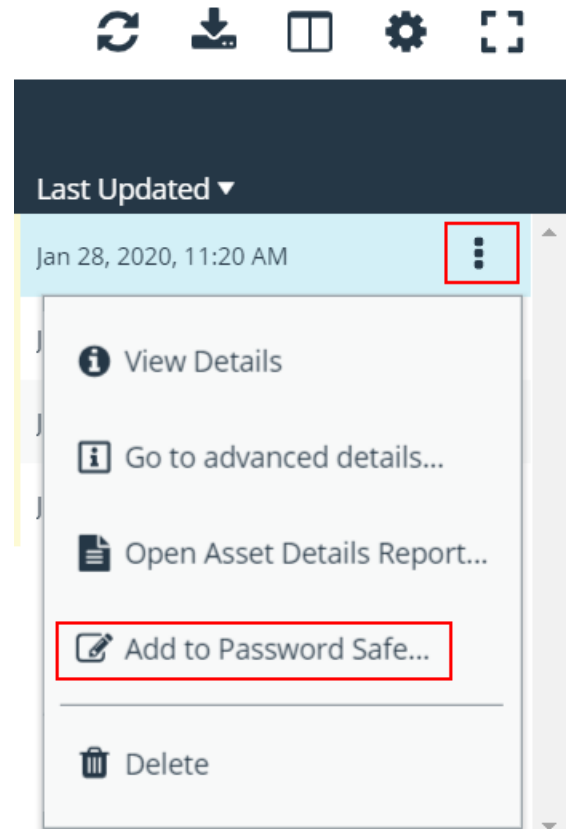 Last Updated
Jan 28, 2020, 11:20 AM
J
View Details
J
Go to advanced details...
J
Open Asset Details Report...
Add to Password Safe...
Delete